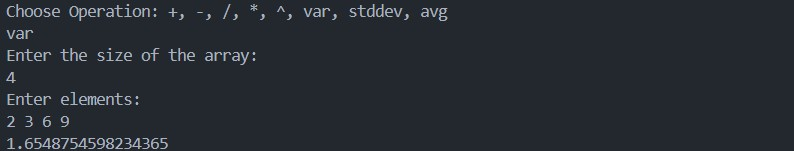 Choose Operation: +, -, /, *, ^, var, stddev, avg
var
Enter the size of the array:
4
Enter elements:
2 3 6 9
1.6548754598234365